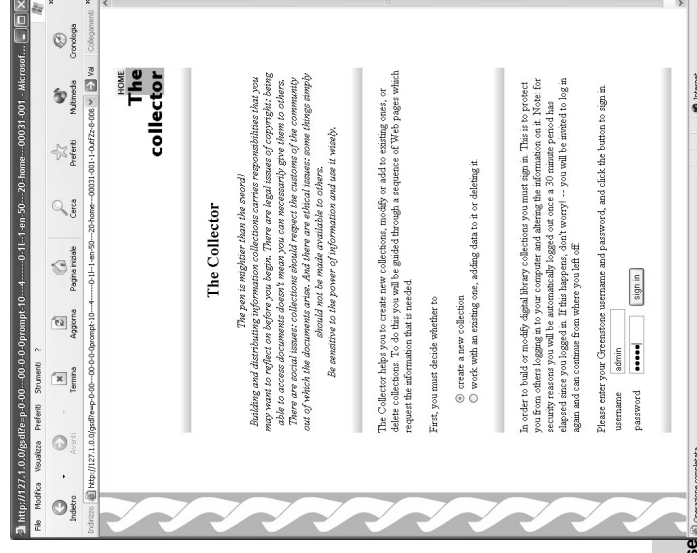 http://127.1.0.0/gsdl?e=p-0-00---00-0-0-0prompt-10---4------0-1l--1-en-50---20-home---00031-001 - Microsof...
File Modifica Visualizza Preferiti Strumenti ?
Indietro Avanti Termina Aggiorna Pagina iniziale Cerca Preferiti Multimedia Cronologia
Indirizzo Vai Collegamenti
HOME
The
collector
The Collector
The pen is mightier than the sword!
Building and distributing information collections carries responsibilities that you
may want to reflect on before you begin. There are legal issues of copyright: being
able to access documents doesn't mean you can necessarily give them to others.
There are social issues: collections should respect the customs of the community
out of which the documents arise. And there are ethical issues: some things simply
should not be made available to others.
Be sensitive to the power of information and use it wisely.
The Collector helps you to create new collections, modify or add to existing ones, or
delete collections. To do this you will be guided through a sequence of Web pages which
request the information that is needed.
First, you must decide whether to
create a new collection
work with an existing one, adding data to it or deleting it.
In order to build or modify digital library collections you must sign in. This is to protect
you from others logging in to your computer and altering the information on it. Note: for
security reasons you will be automatically logged out once a 30 minute period has
elapsed since you logged in. If this happens, don't worry! -- you will be invited to log in
again and can continue from where you left off.
Please enter your Greenstone username and password, and click the button to sign in.
username admin
password ••••• sign in
Operazione completata Internet